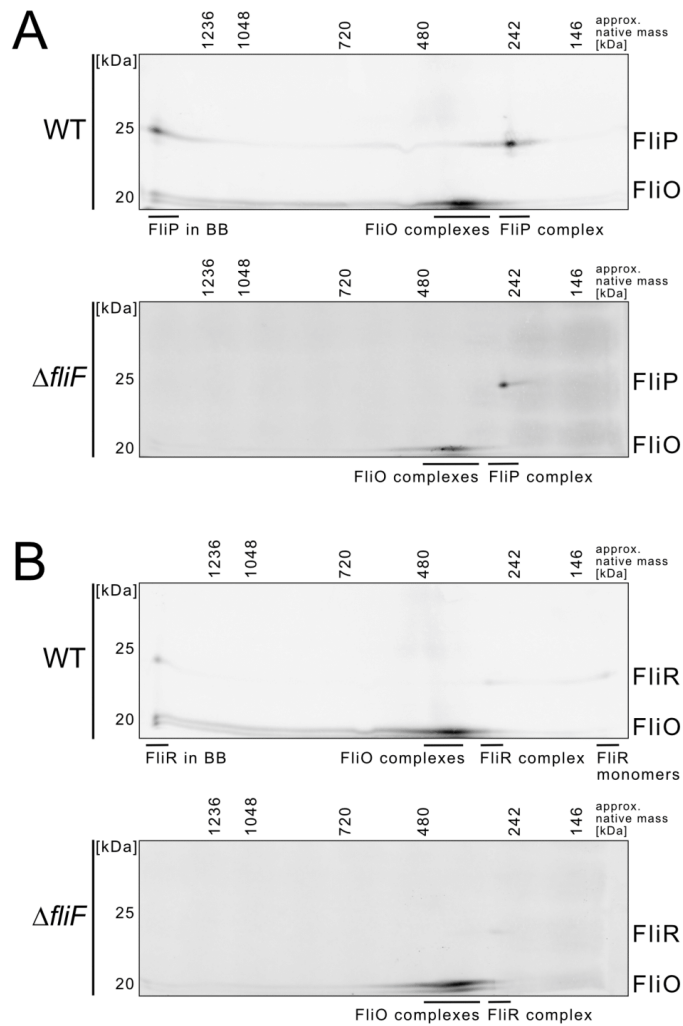 A
1236 1048 720 480 242 146 approx.
native mass
[kDa]
[kDa]
WT
25
FliP
20
FliO
FliP in BB FliO complexes FliP complex
1236 1048 720 480 242 146 approx.
native mass
[kDa]
[kDa]
ΔfliF
25
FliP
20
FliO
FliO complexes FliP complex
B
1236 1048 720 480 242 146 approx.
native mass
[kDa]
[kDa]
WT
25
FliR
20
FliO
FliR in BB FliO complexes FliR complex FliR
monomers
1236 1048 720 480 242 146 approx.
native mass
[kDa]
[kDa]
ΔfliF
25
FliR
20
FliO
FliO complexes FliR complex